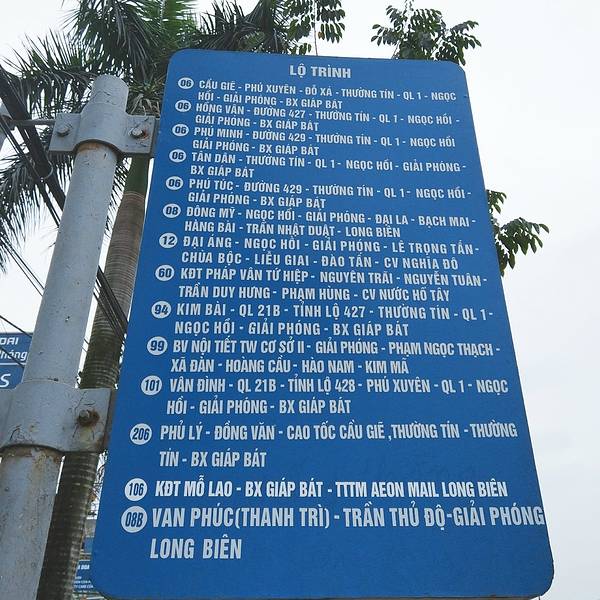 LỘ TRÌNH
06 CẦU GIẼ - PHÚ XUYÊN - ĐỖ XÁ - THƯỜNG TÍN - QL 1 - NGỌC
HỒI - GIẢI PHÓNG - BX GIÁP BÁT
06 HỒNG VÂN - ĐƯỜNG 427 - THƯỜNG TÍN - QL 1 - NGỌC HỒI
- GIẢI PHÓNG - BX GIÁP BÁT
06 PHÚ MINH - ĐƯỜNG 429 - THƯỜNG TÍN - QL 1 - NGỌC HỒI
GIẢI PHÓNG - BX GIÁP BÁT
06 TÂN DÂN - THƯỜNG TÍN - QL 1 - NGỌC HỒI - GIẢI PHÓNG -
BX GIÁP BÁT
06 PHÚ TÚC - ĐƯỜNG 429 - THƯỜNG TÍN - QL 1 - NGỌC HỒI -
GIẢI PHÓNG - BX GIÁP BÁT
08 ĐÔNG MỸ - NGỌC HỒI - GIẢI PHÓNG - ĐẠI LA - BẠCH MAI -
HÀNG BÀI - TRẦN NHẬT DUẬT - LONG BIÊN
12 ĐẠI ÁNG - NGỌC HỒI - GIẢI PHÓNG - LÊ TRỌNG TẤN -
CHÙA BỘC - LIỄU GIAI - ĐÀO TẤN - CV NGHĨA ĐÔ
60 KĐT PHÁP VÂN TỨ HIỆP - NGUYỄN TRÃI - NGUYỄN TUÂN -
TRẦN DUY HƯNG - PHẠM HÙNG - CV NƯỚC HỒ TÂY
94 KIM BÀI - QL 21B - TỈNH LỘ 427 - THƯỜNG TÍN - QL 1 -
NGỌC HỒI - GIẢI PHÓNG - BX GIÁP BÁT
99 BV NỘI TIẾT TW CƠ SỞ II - GIẢI PHÓNG - PHẠM NGỌC THẠCH -
XÃ ĐÀN - HOÀNG CẦU - HÀO NAM - KIM MÃ
101 VÂN ĐÌNH - QL 21B - TỈNH LỘ 428 - PHÚ XUYÊN - QL 1 - NGỌC
HỒI - GIẢI PHÓNG - BX GIÁP BÁT
206 PHỦ LÝ - ĐỒNG VĂN - CAO TỐC CẦU GIẼ ,THƯỜNG TÍN - THƯỜNG
TÍN - BX GIÁP BÁT
106 KĐT MỖ LAO - BX GIÁP BÁT - TTTM AEON MAIL LONG BIÊN
08B VẠN PHÚC(THANH TRÌ) - TRẦN THỦ ĐỘ-GIẢI PHÓNG
LONG BIÊN